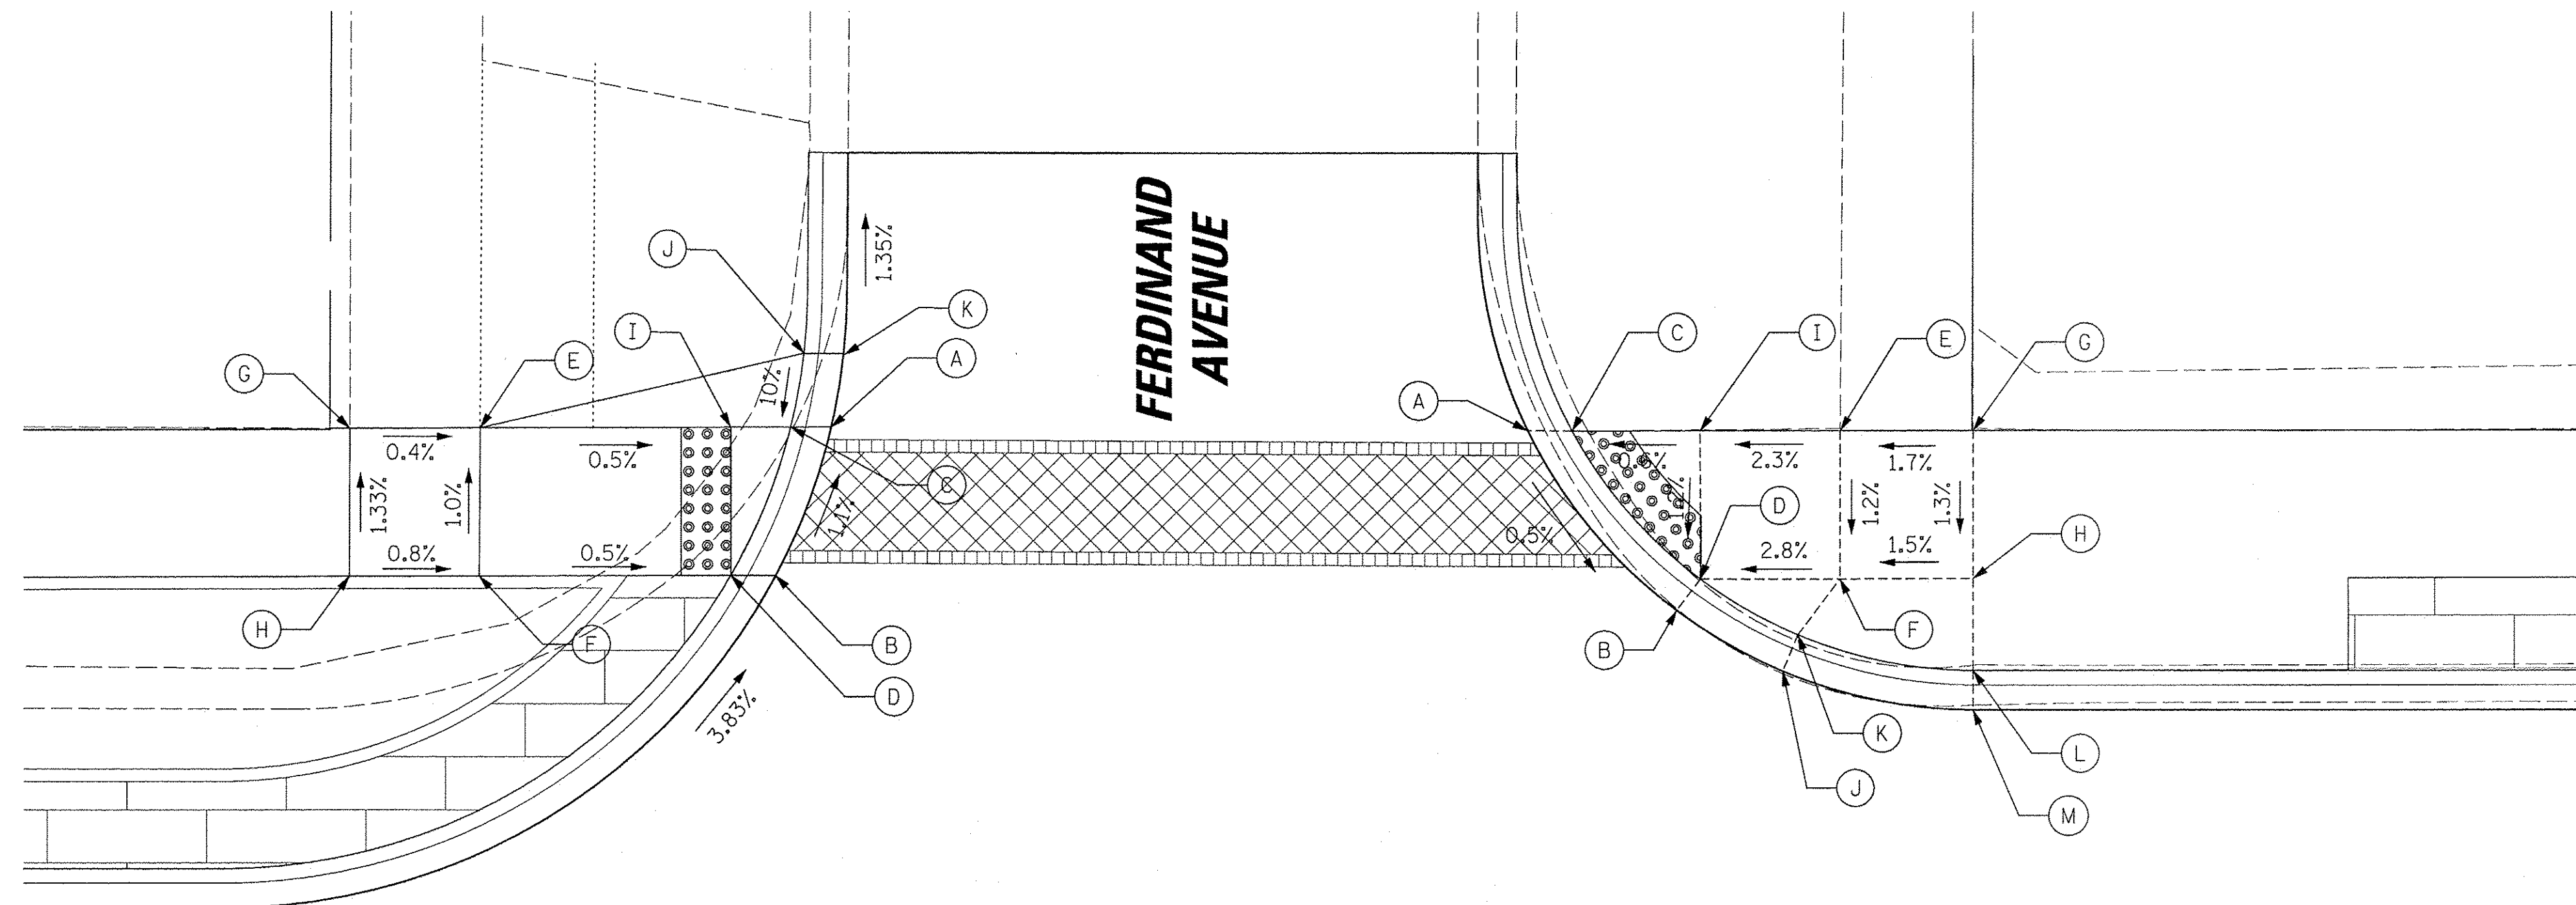 FERDINAND
AVENUE
1.35%
J
K
I
A
E
G
10%
0.4%
0.5%
1.33%
1.0%
0.8%
0.5%
C
1.1%
H
F
B
D
3.83%
A
C
I
E
G
2.3%
1.7%
1.2%
1.3%
D
0.5%
2.8%
1.5%
H
F
B
K
J
L
M